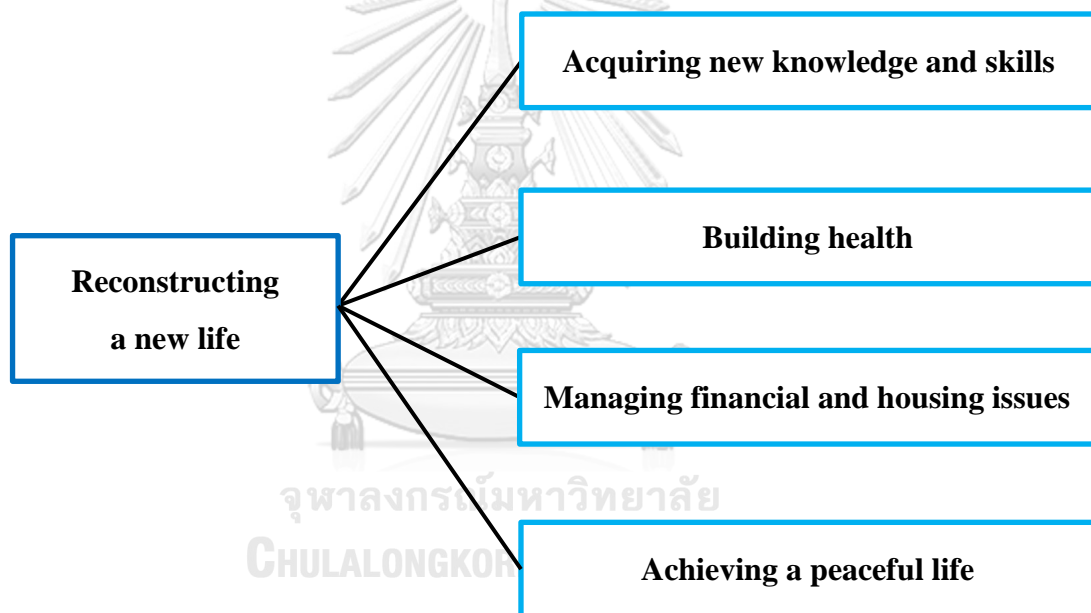 Acquiring new knowledge and skills
Building health
Reconstructing
a new life
Managing financial and housing issues
Achieving a peaceful life
จุฬาลงกรณ์มหาวิทยาลัย
CHULALONGKOR